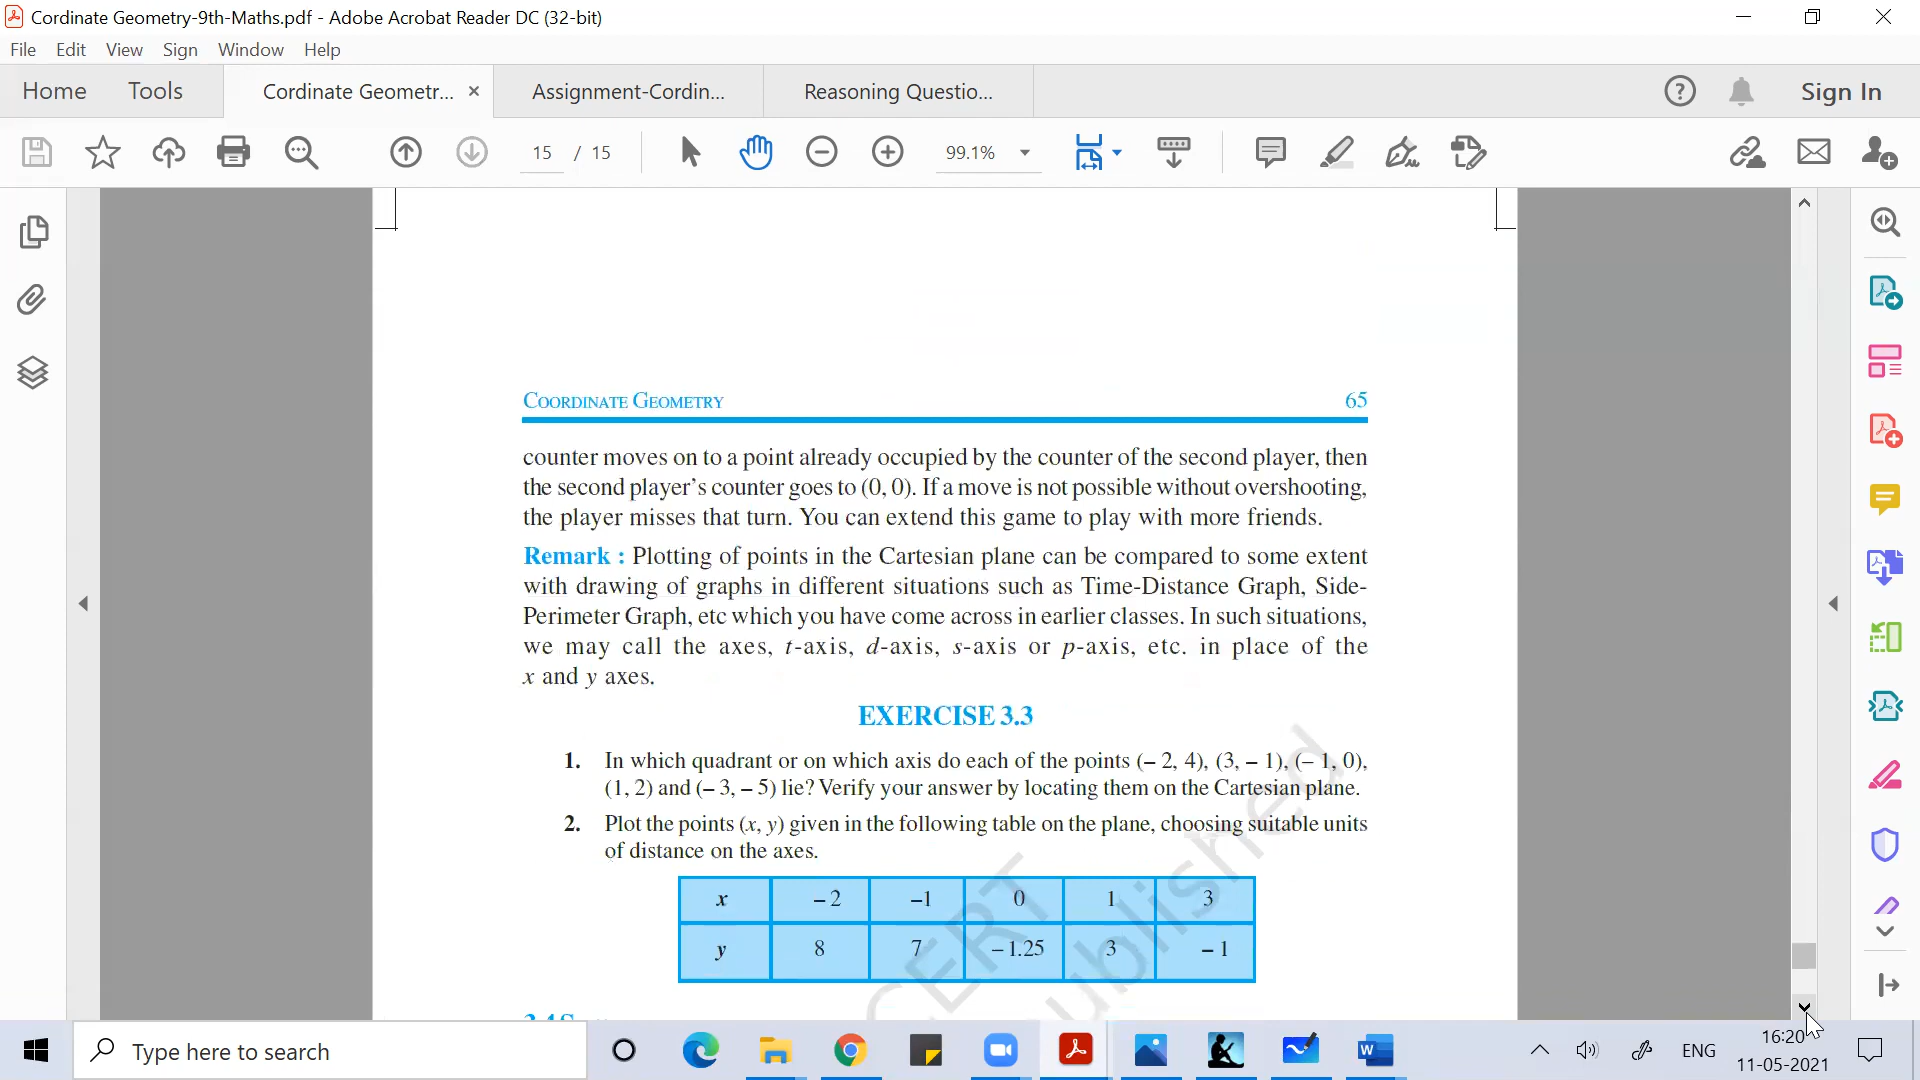 Cordinate Geometry-9th-Maths.pdf - Adobe Acrobat Reader DC (32-bit)
File Edit View Sign Window Help
Home Tools Cordinate Geometr... × Assignment-Cordin... Reasoning Questio... Sign In
15 / 15 99.1%
COORDINATE GEOMETRY 65
counter moves on to a point already occupied by the counter of the second player, then
the second player's counter goes to (0, 0). If a move is not possible without overshooting,
the player misses that turn. You can extend this game to play with more friends.
Remark : Plotting of points in the Cartesian plane can be compared to some extent
with drawing of graphs in different situations such as Time-Distance Graph, Side-
Perimeter Graph, etc which you have come across in earlier classes. In such situations,
we may call the axes, t-axis, d-axis, s-axis or p-axis, etc. in place of the
x and y axes.
EXERCISE 3.3
1. In which quadrant or on which axis do each of the points (– 2, 4), (3, – 1), (– 1, 0),
(1, 2) and (– 3, – 5) lie? Verify your answer by locating them on the Cartesian plane.
2. Plot the points (x, y) given in the following table on the plane, choosing suitable units
of distance on the axes.
x – 2 –1 0 1 3
y 8 7 – 1.25 3 – 1
CERT
ublished
Type here to search
ENG
16:20
11-05-2021